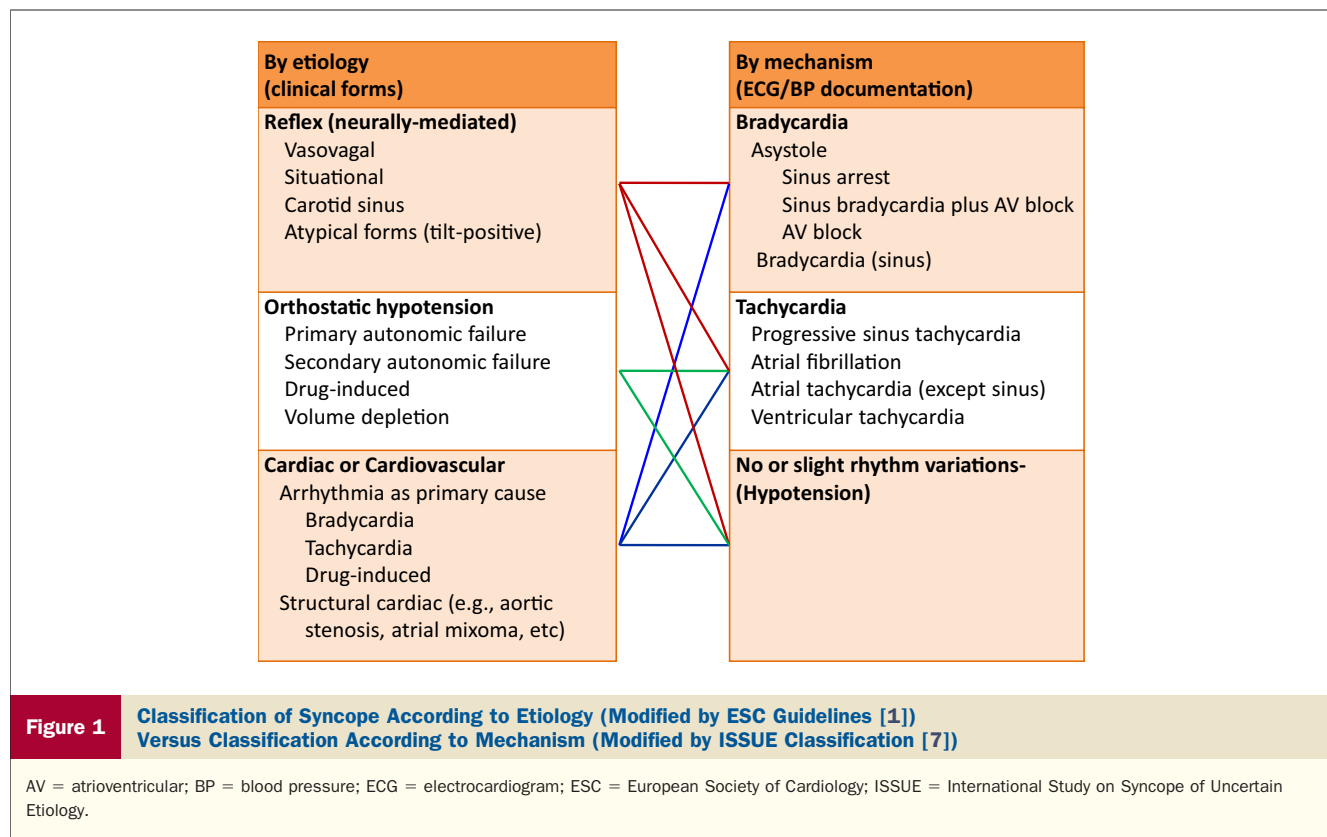 By etiology
(clinical forms)
Reflex (neurally-mediated)
Vasovagal
Situational
Carotid sinus
Atypical forms (tilt-positive)
Orthostatic hypotension
Primary autonomic failure
Secondary autonomic failure
Drug-induced
Volume depletion
Cardiac or Cardiovascular
Arrhythmia as primary cause
Bradycardia
Tachycardia
Drug-induced
Structural cardiac (e.g., aortic
stenosis, atrial mixoma, etc)
By mechanism
(ECG/BP documentation)
Bradycardia
Asystole
Sinus arrest
Sinus bradycardia plus AV block
AV block
Bradycardia (sinus)
Tachycardia
Progressive sinus tachycardia
Atrial fibrillation
Atrial tachycardia (except sinus)
Ventricular tachycardia
No or slight rhythm variations-
(Hypotension)
Figure 1
Classification of Syncope According to Etiology (Modified by ESC Guidelines [1])
Versus Classification According to Mechanism (Modified by ISSUE Classification [7])
AV = atrioventricular; BP = blood pressure; ECG = electrocardiogram; ESC = European Society of Cardiology; ISSUE = International Study on Syncope of Uncertain
Etiology.